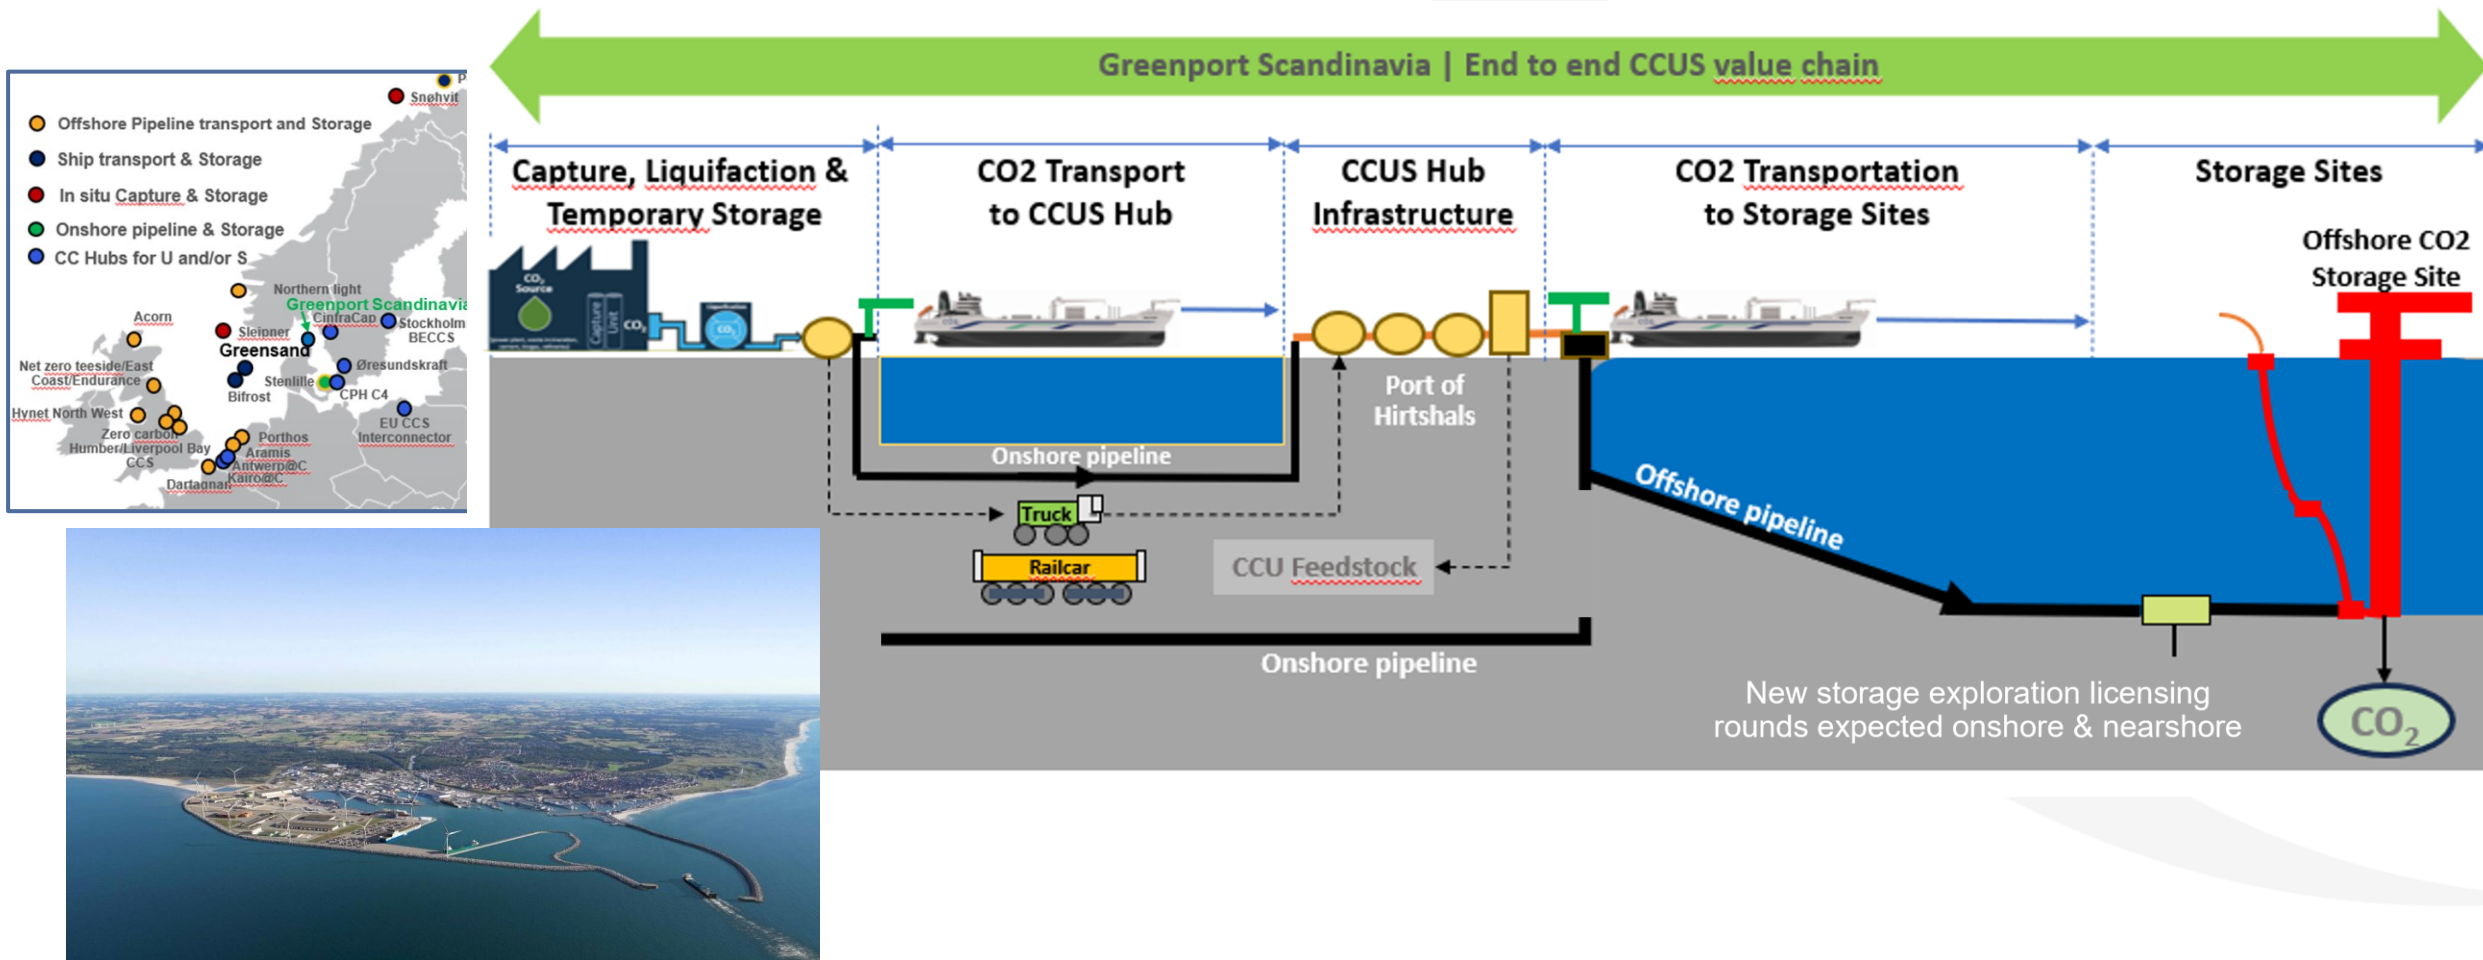 Greenport Scandinavia | End to end CCUS value chain
Snøhvit
Offshore Pipeline transport and Storage
Ship transport & Storage
In situ Capture & Storage
Onshore pipeline & Storage
CC Hubs for U and/or S
Northern light
Greenport Scandinavia
CinfraCap
Acorn
Sleipner
Stockholm
BECCS
Greensand
Net zero teeside/East
Coast/Endurance
Øresundskraft
Stenlille
Bifrost
CPH C4
Hynet North West
EU CCS
Interconnector
Zero carbon
Humber/Liverpool Bay
CCS
Porthos
Aramis
Antwerp@C
Kairo@C
Dartagnan
Capture, Liquifaction &
Temporary Storage
CO2 Transport
to CCUS Hub
CCUS Hub
Infrastructure
CO2 Transportation
to Storage Sites
Storage Sites
Offshore CO2
Storage Site
CO2
Source
Capture
Unit
CO2
Port of
Hirtshals
Onshore pipeline
Truck
Railcar
CCU Feedstock
Offshore pipeline
Onshore pipeline
New storage exploration licensing
rounds expected onshore & nearshore
CO2